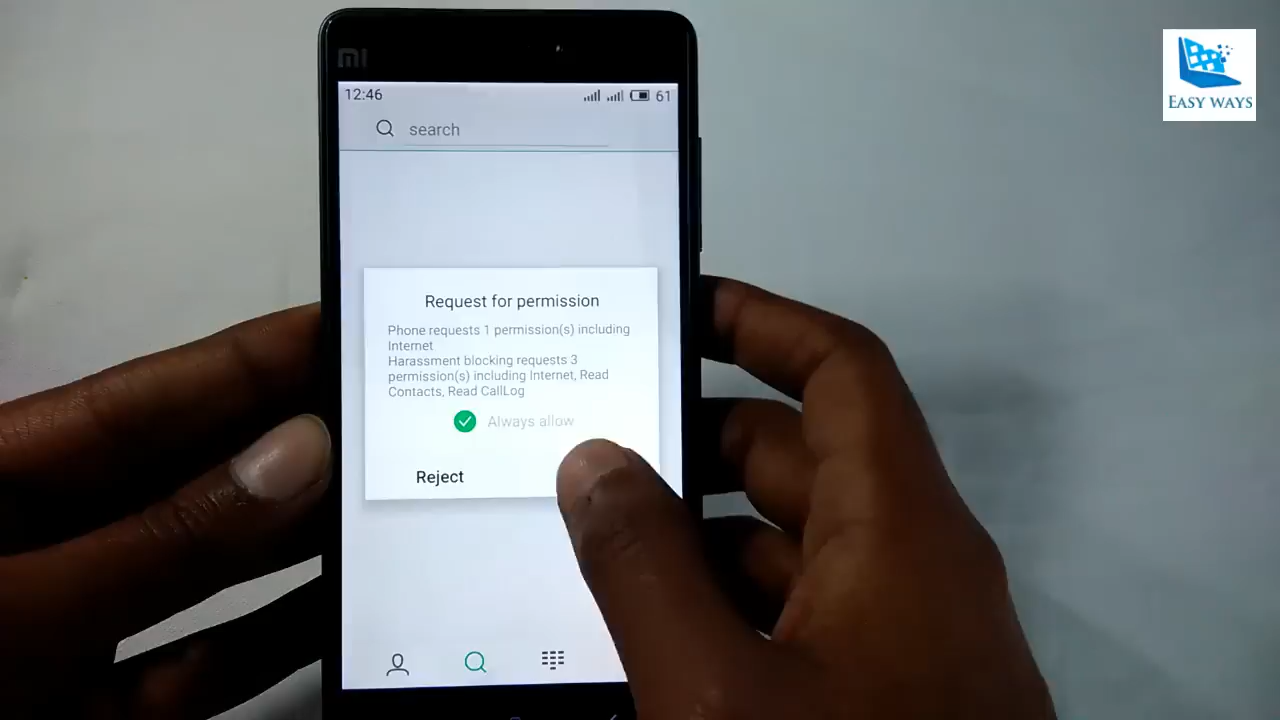 mi
12:46
61
search
Request for permission
Phone requests 1 permission(s) including
Internet
Harassment blocking requests 3
permission(s) including Internet, Read
Contacts, Read CallLog
Always allow
Reject
EASY WAYS